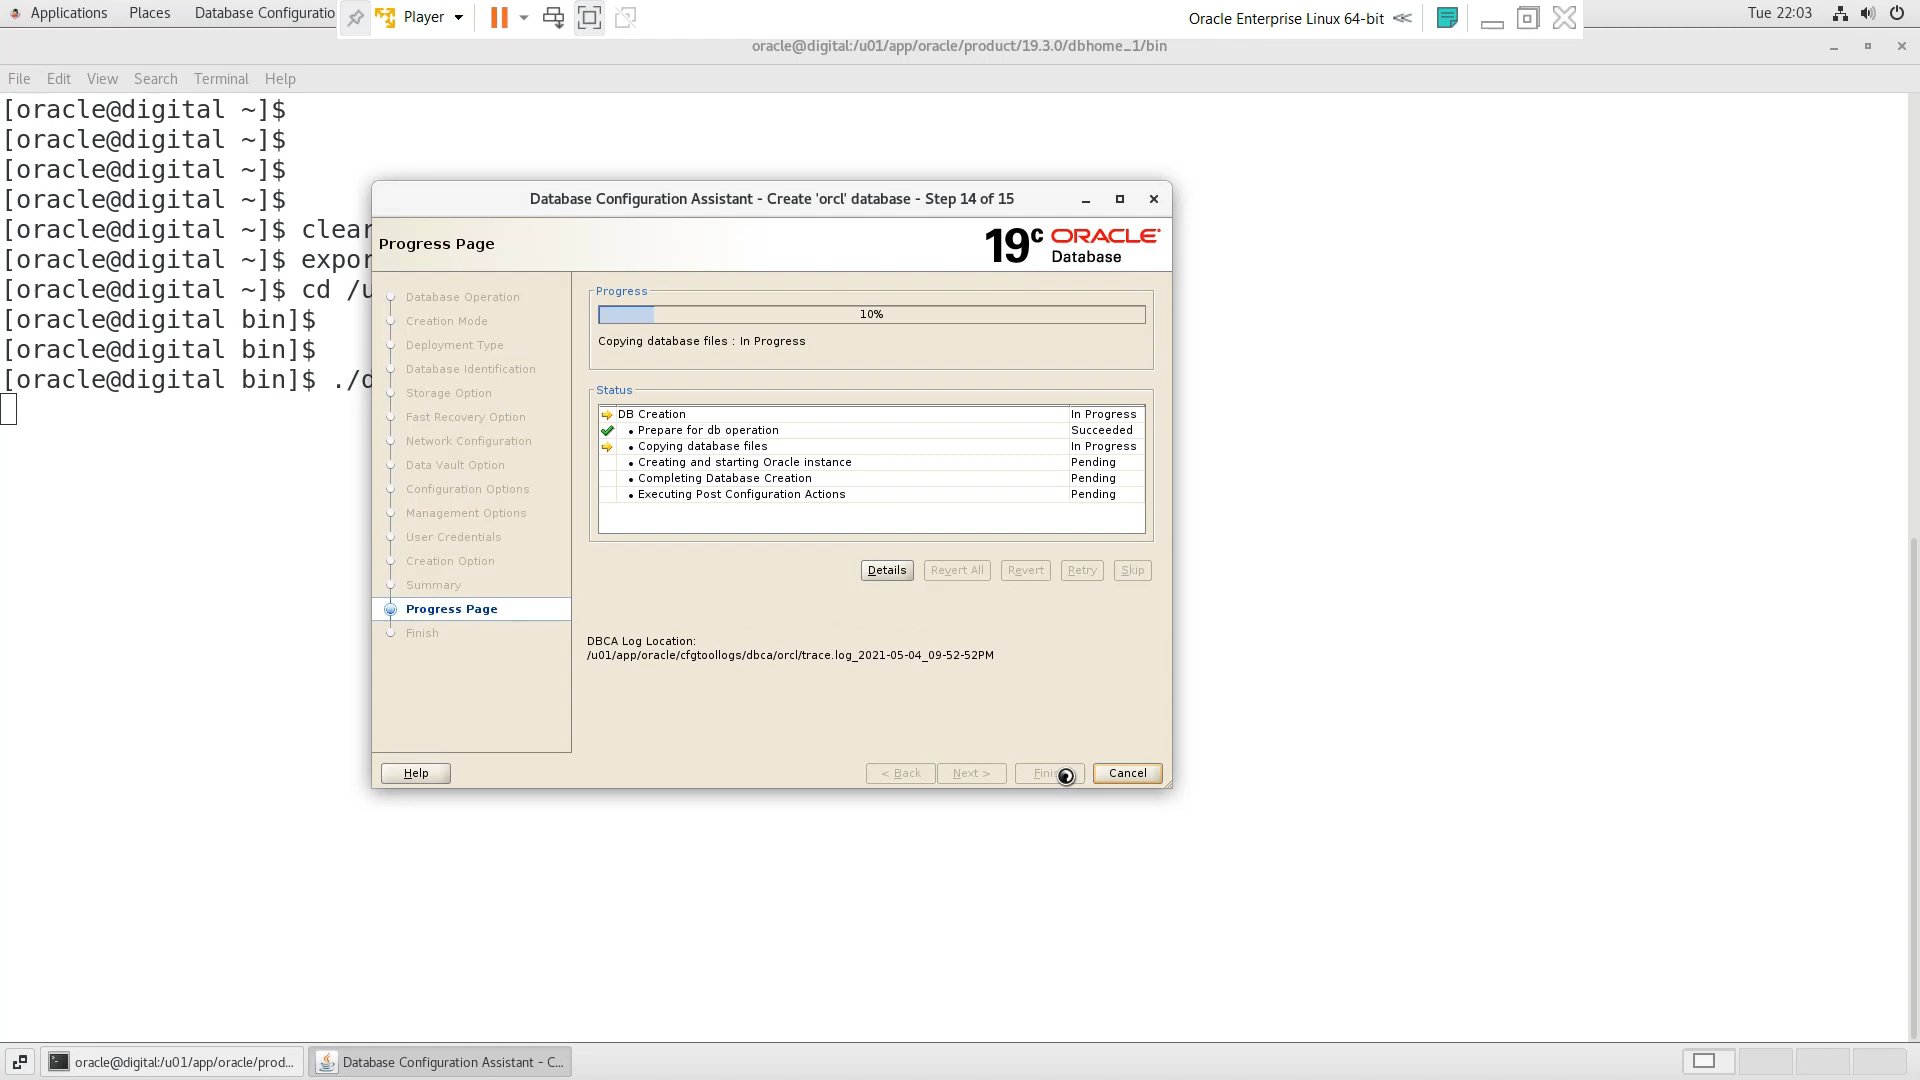 Applications Places Database Configuratio Player Oracle Enterprise Linux 64-bit Tue 22:03
oracle@digital:/u01/app/oracle/product/19.3.0/dbhome_1/bin
File Edit View Search Terminal Help
[oracle@digital ~]$
[oracle@digital ~]$
[oracle@digital ~]$
[oracle@digital ~]$
[oracle@digital ~]$ clear
[oracle@digital ~]$ expor
[oracle@digital ~]$ cd /u
[oracle@digital bin]$
[oracle@digital bin]$
[oracle@digital bin]$ ./d
Database Configuration Assistant - Create 'orcl' database - Step 14 of 15
Progress Page
19c ORACLE
Database
Database Operation
Creation Mode
Deployment Type
Database Identification
Storage Option
Fast Recovery Option
Network Configuration
Data Vault Option
Configuration Options
Management Options
User Credentials
Creation Option
Summary
Progress Page
Finish
Progress
10%
Copying database files : In Progress
Status
DB Creation In Progress
Prepare for db operation Succeeded
Copying database files In Progress
Creating and starting Oracle instance Pending
Completing Database Creation Pending
Executing Post Configuration Actions Pending
Details Revert All Revert Retry Skip
DBCA Log Location:
/u01/app/oracle/cfgtoollogs/dbca/orcl/trace.log_2021-05-04_09-52-52PM
Help < Back Next > Fini Cancel
oracle@digital:/u01/app/oracle/prod... Database Configuration Assistant - C...